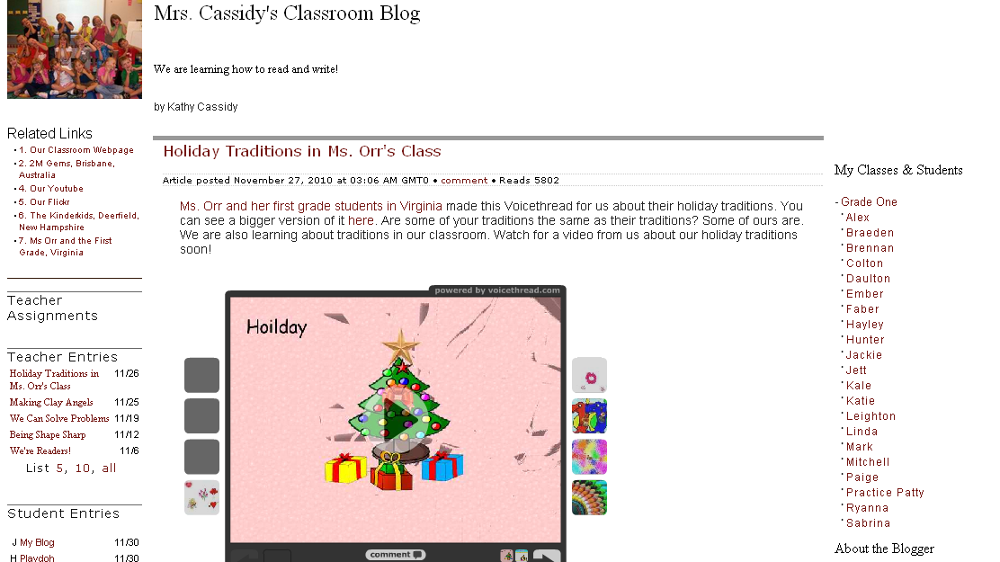 Mrs. Cassidy's Classroom Blog
We are learning how to read and write!
by Kathy Cassidy
Related Links
1. Our Classroom Webpage
2. 2M Gems, Brisbane,
Australia
4. Our Youtube
5. Our Flickr
6. The Kinderkids, Deerfield,
New Hampshire
7. Ms Orr and the First
Grade, Virginia
Teacher
Assignments
Teacher Entries
Holiday Traditions in 11/26
Ms. Orr's Class
Making Clay Angels 11/25
We Can Solve Problems 11/19
Being Shape Sharp 11/12
We're Readers! 11/6
List 5, 10, all
Student Entries
J My Blog 11/30
H Playdoh 11/30
Holiday Traditions in Ms. Orr's Class
Article posted November 27, 2010 at 03:06 AM GMT0 • comment • Reads 5802
Ms. Orr and her first grade students in Virginia made this Voicethread for us about their holiday traditions. You
can see a bigger version of it here. Are some of your traditions the same as their traditions? Some of ours are.
We are also learning about traditions in our classroom. Watch for a video from us about our holiday traditions
soon!
powered by voicethread.com
Hoilday
comment
My Classes & Students
- Grade One
Alex
Braeden
Brennan
Colton
Daulton
Ember
Faber
Hayley
Hunter
Jackie
Jett
Kale
Katie
Leighton
Linda
Mark
Mitchell
Paige
Practice Patty
Ryanna
Sabrina
About the Blogger